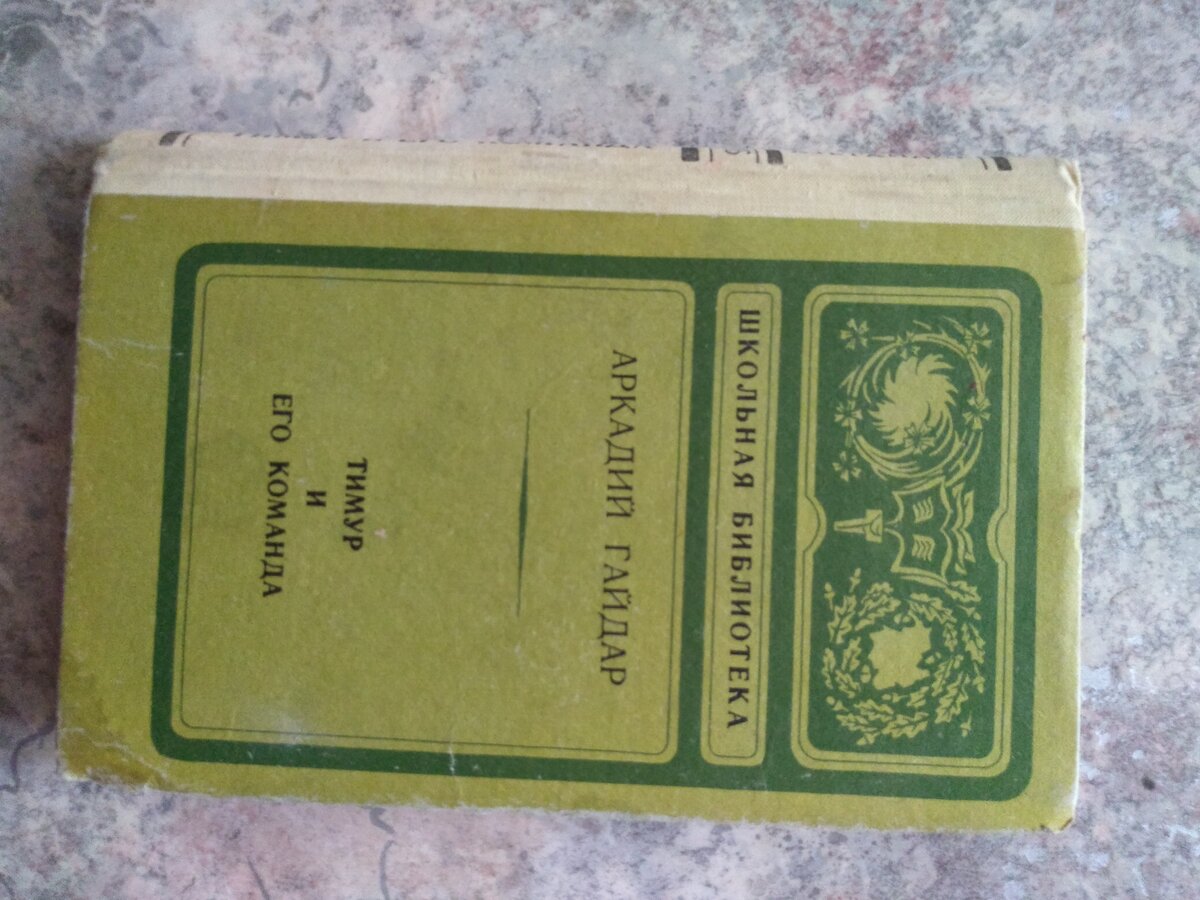 ШКОЛЬНАЯ БИБЛИОТЕКА
АРКАДИЙ ГАЙДАР
ТИМУР
И
ЕГО КОМАНДА